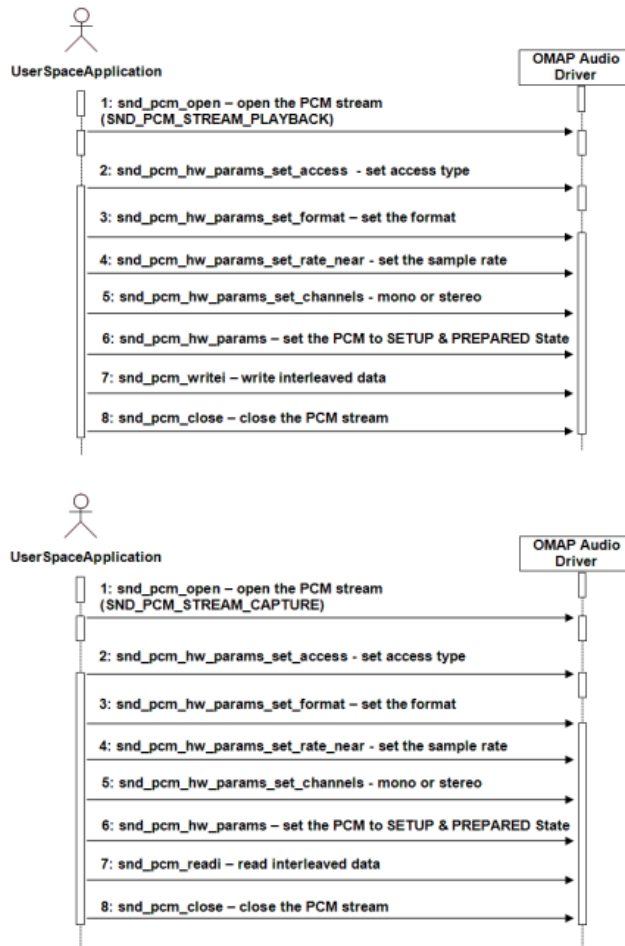 UserSpaceApplication
OMAP Audio
Driver
1: snd_pcm_open – open the PCM stream
(SND_PCM_STREAM_PLAYBACK)
2: snd_pcm_hw_params_set_access - set access type
3: snd_pcm_hw_params_set_format – set the format
4: snd_pcm_hw_params_set_rate_near - set the sample rate
5: snd_pcm_hw_params_set_channels - mono or stereo
6: snd_pcm_hw_params – set the PCM to SETUP & PREPARED State
7: snd_pcm_writei – write interleaved data
8: snd_pcm_close – close the PCM stream
UserSpaceApplication
OMAP Audio
Driver
1: snd_pcm_open – open the PCM stream
(SND_PCM_STREAM_CAPTURE)
2: snd_pcm_hw_params_set_access - set access type
3: snd_pcm_hw_params_set_format – set the format
4: snd_pcm_hw_params_set_rate_near - set the sample rate
5: snd_pcm_hw_params_set_channels - mono or stereo
6: snd_pcm_hw_params – set the PCM to SETUP & PREPARED State
7: snd_pcm_readi – read interleaved data
8: snd_pcm_close – close the PCM stream